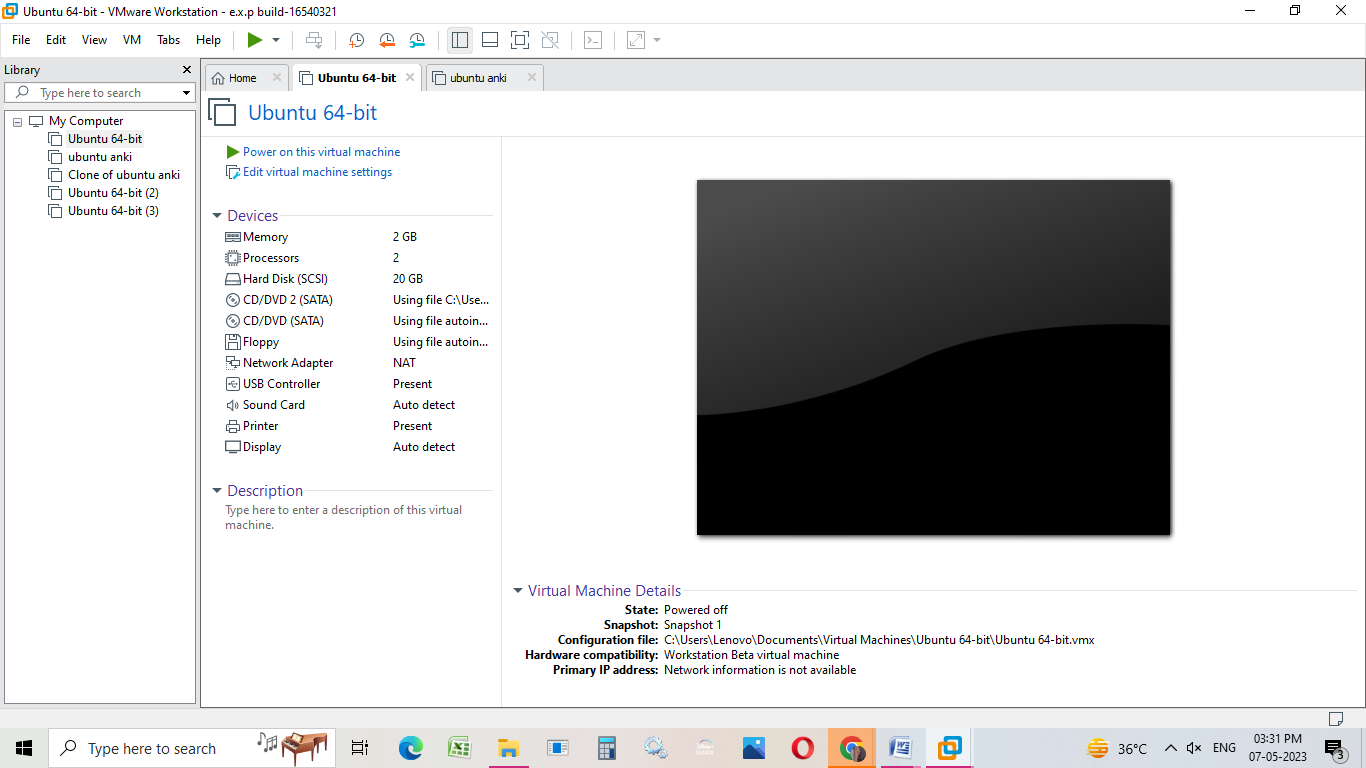 Ubuntu 64-bit - VMware Workstation - e.x.p build-16540321
File Edit View VM Tabs Help
Library
Type here to search
My Computer
Ubuntu 64-bit
ubuntu anki
Clone of ubuntu anki
Ubuntu 64-bit (2)
Ubuntu 64-bit (3)
Home Ubuntu 64-bit ubuntu anki
Ubuntu 64-bit
Power on this virtual machine
Edit virtual machine settings
Devices
Memory 2 GB
Processors 2
Hard Disk (SCSI) 20 GB
CD/DVD 2 (SATA) Using file C:\Use...
CD/DVD (SATA) Using file autoin...
Floppy Using file autoin...
Network Adapter NAT
USB Controller Present
Sound Card Auto detect
Printer Present
Display Auto detect
Description
Type here to enter a description of this virtual
machine.
Virtual Machine Details
State: Powered off
Snapshot: Snapshot 1
Configuration file: C:\Users\Lenovo\Documents\Virtual Machines\Ubuntu 64-bit\Ubuntu 64-bit.vmx
Hardware compatibility: Workstation Beta virtual machine
Primary IP address: Network information is not available
Type here to search
36°C
ENG
03:31 PM
07-05-2023
3